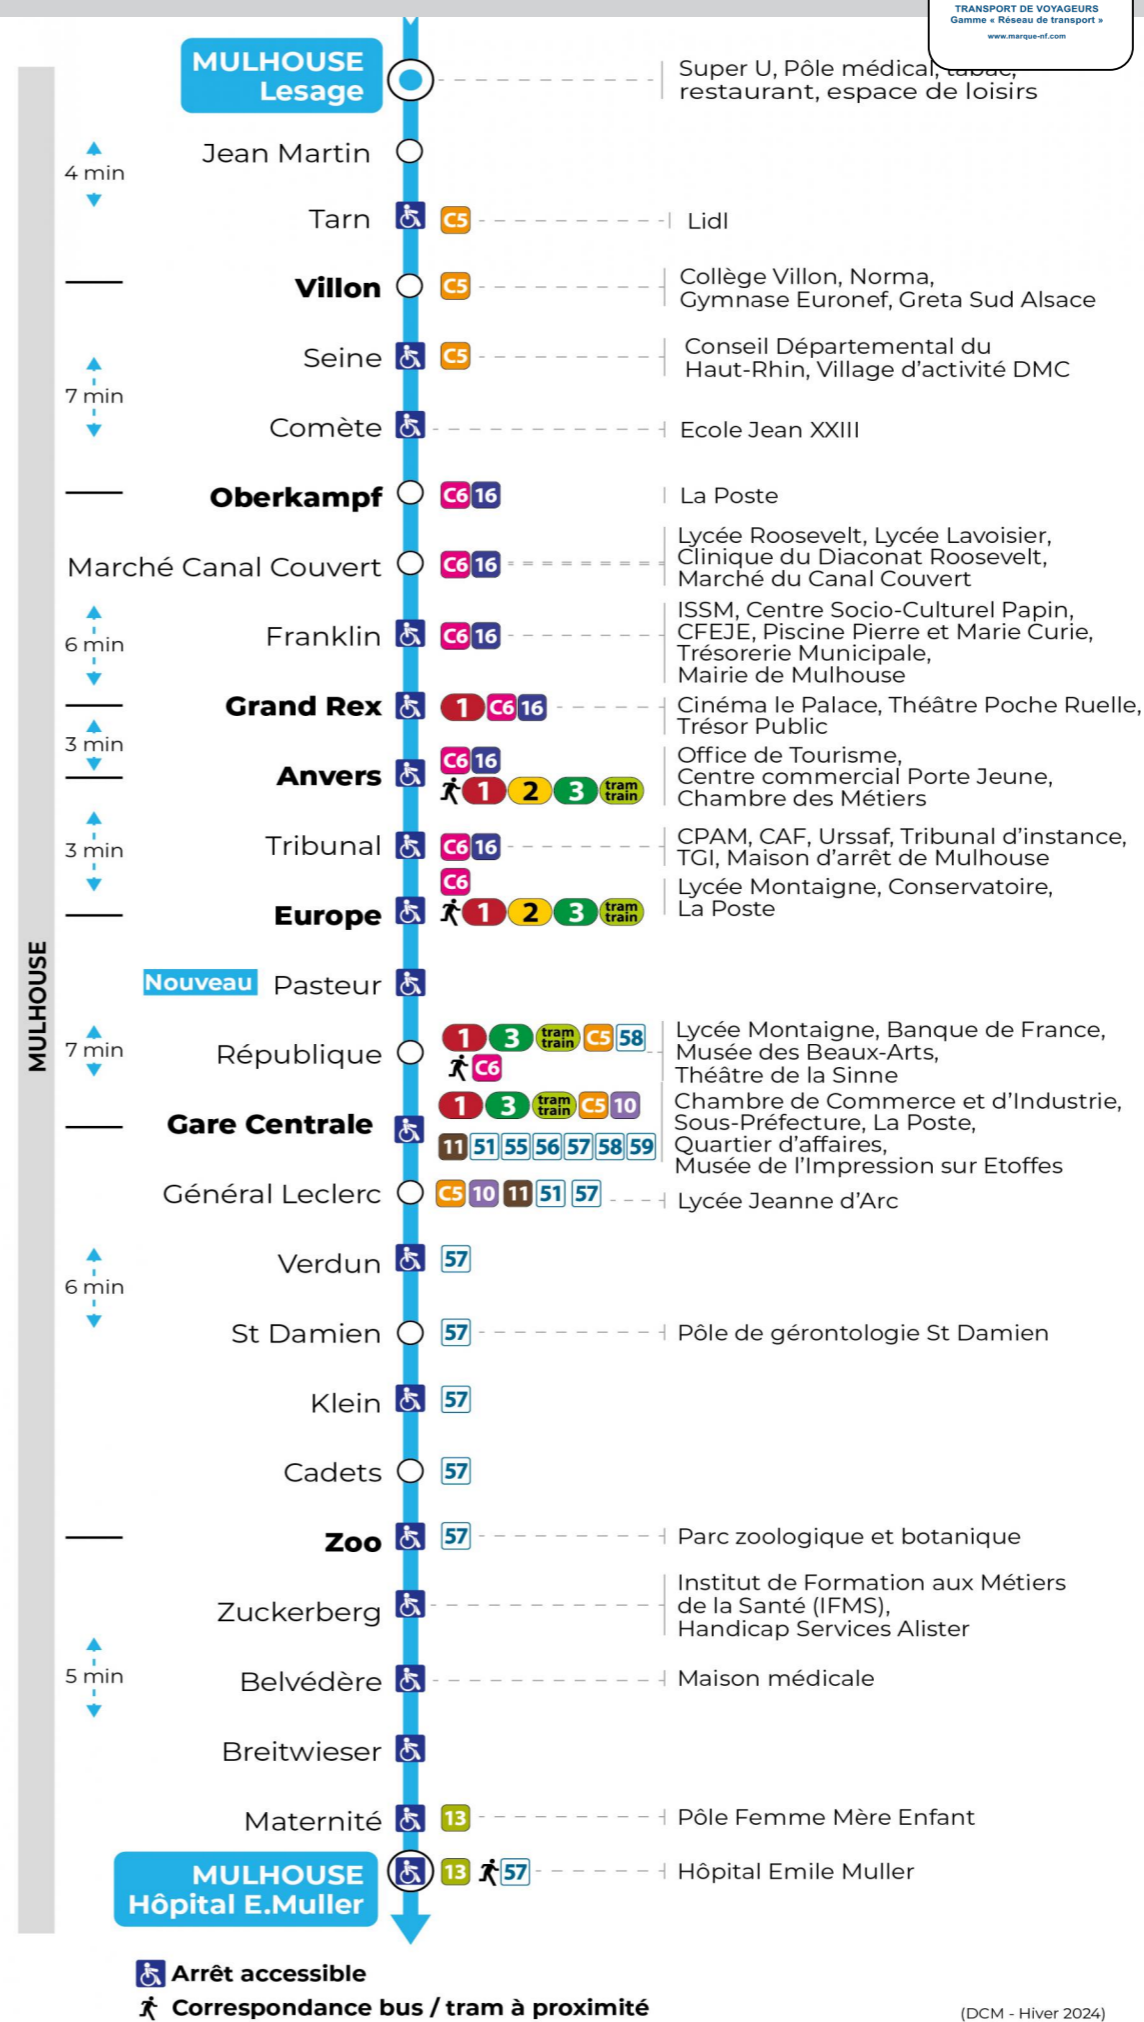 TRANSPORT DE VOYAGEURS
Gamme « Réseau de transport »
www.marque-nf.com
MULHOUSE
Lesage
Super U, Pôle médical, tabac,
restaurant, espace de loisirs
Jean Martin
4 min
Tarn C5 Lidl
Villon C5
Collège Villon, Norma,
Gymnase Euronef, Greta Sud Alsace
Seine C5
Conseil Départemental du
Haut-Rhin, Village d’activité DMC
7 min
Comète Ecole Jean XXIII
Oberkampf C6 16 La Poste
Marché Canal Couvert C6 16
Lycée Roosevelt, Lycée Lavoisier,
Clinique du Diaconat Roosevelt,
Marché du Canal Couvert
6 min
Franklin C6 16
ISSM, Centre Socio-Culturel Papin,
CFEJE, Piscine Pierre et Marie Curie,
Trésorerie Municipale,
Mairie de Mulhouse
Grand Rex 1 C6 16
Cinéma le Palace, Théâtre Poche Ruelle,
Trésor Public
3 min
Anvers
C6 16
1 2 3 tram train
Office de Tourisme,
Centre commercial Porte Jeune,
Chambre des Métiers
3 min
Tribunal C6 16
CPAM, CAF, Urssaf, Tribunal d’instance,
TGI, Maison d’arrêt de Mulhouse
Europe
C6
1 2 3 tram train
Lycée Montaigne, Conservatoire,
La Poste
MULHOUSE
Nouveau Pasteur
7 min
République
1 3 tram train C5 58
C6
Lycée Montaigne, Banque de France,
Musée des Beaux-Arts,
Théâtre de la Sinne
Gare Centrale
1 3 tram train C5 10
11 51 55 56 57 58 59
Chambre de Commerce et d’Industrie,
Sous-Préfecture, La Poste,
Quartier d’affaires,
Musée de l’Impression sur Etoffes
Général Leclerc C5 10 11 51 57 Lycée Jeanne d’Arc
Verdun 57
6 min
St Damien 57 Pôle de gérontologie St Damien
Klein 57
Cadets 57
Zoo 57 Parc zoologique et botanique
Zuckerberg
Institut de Formation aux Métiers
de la Santé (IFMS),
Handicap Services Alister
5 min
Belvédère Maison médicale
Breitwieser
Maternité 13 Pôle Femme Mère Enfant
MULHOUSE
Hôpital E.Muller
13 57 Hôpital Emile Muller
Arrêt accessible
Correspondance bus / tram à proximité
(DCM - Hiver 2024)